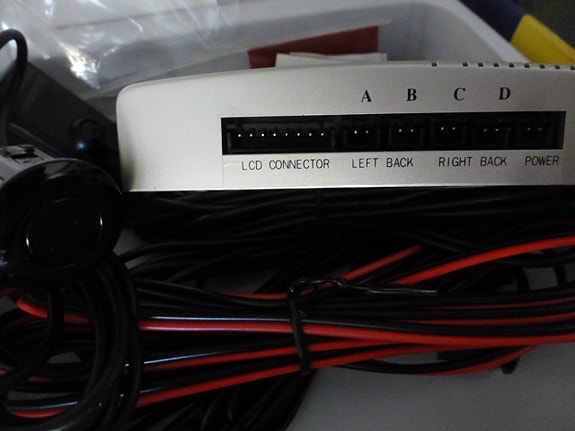 A B C D
LCD CONNECTOR LEFT BACK RIGHT BACK POWER